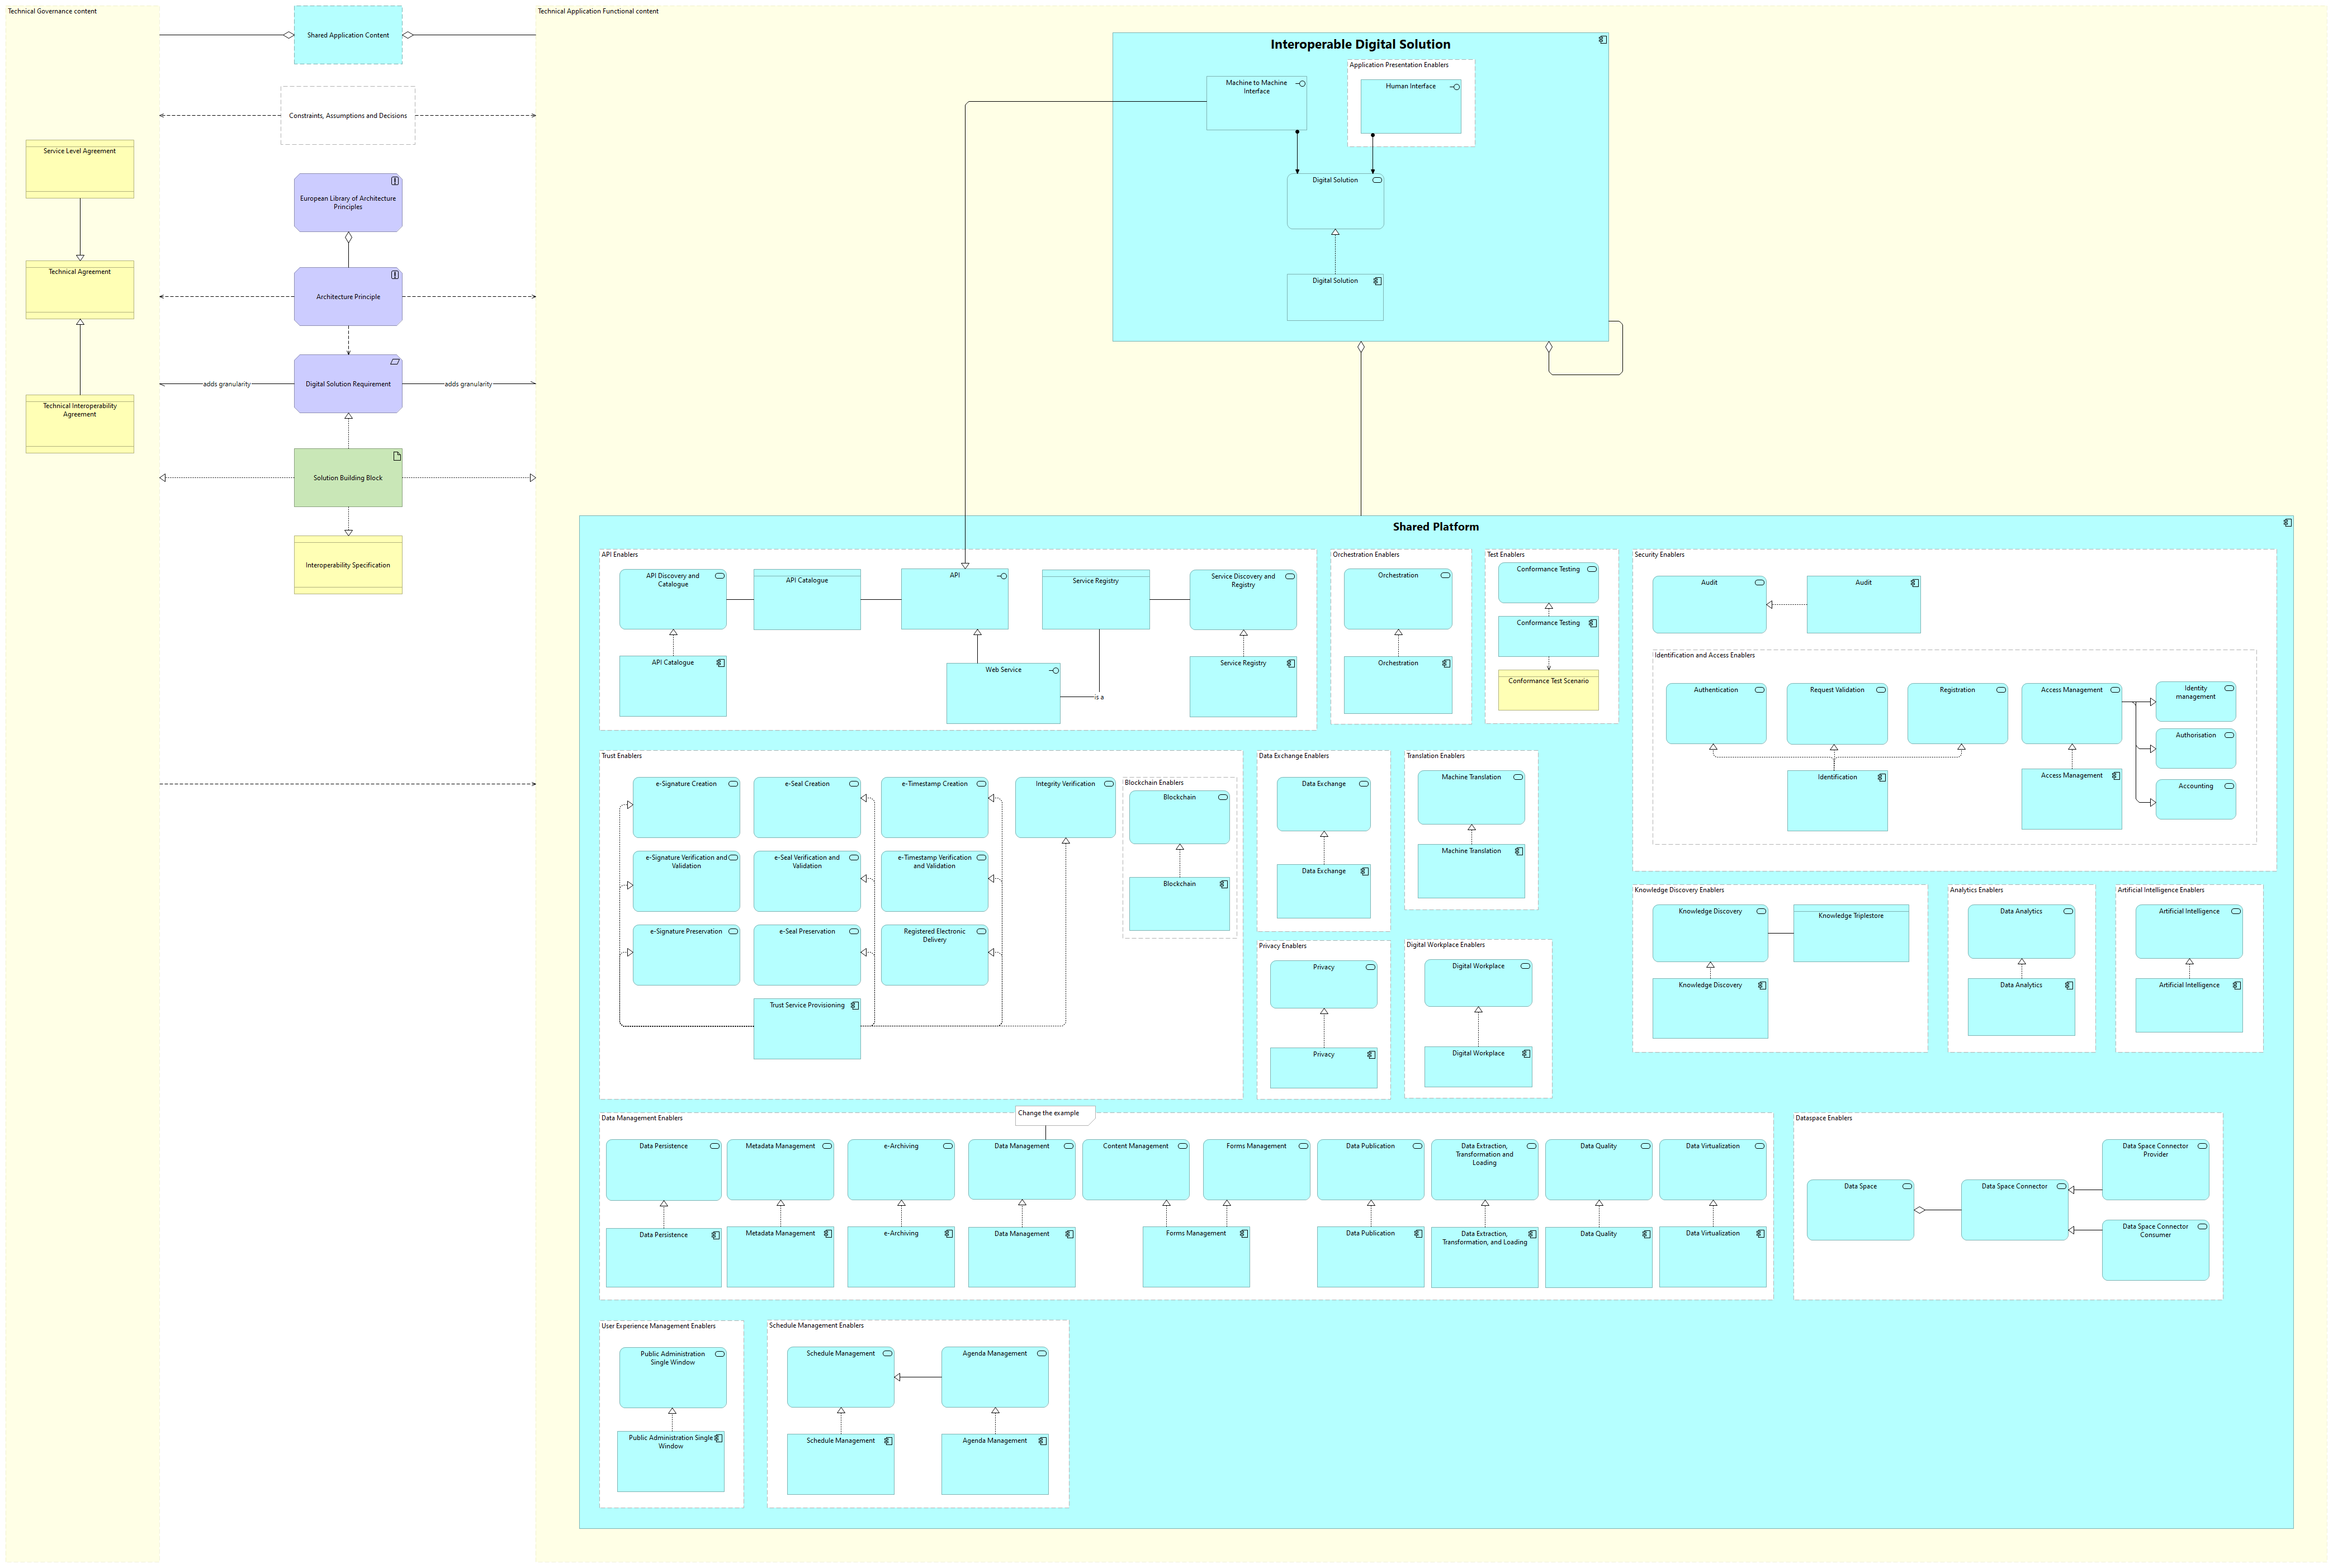 Technical Governance content
Shared Application Content
Constraints, Assumptions and Decisions
Service Level Agreement
European Library of Architecture
Principles
Technical Agreement
Architecture Principle
adds granularity
Digital Solution Requirement
adds granularity
Technical Interoperability
Agreement
Solution Building Block
Interoperability Specification
Technical Application Functional content
Interoperable Digital Solution
Machine to Machine
Interface
Application Presentation Enablers
Human Interface
Digital Solution
Digital Solution
Shared Platform
API Enablers
API Discovery and
Catalogue
API Catalogue
API
Service Registry
Service Discovery and
Registry
API Catalogue
Web Service
is a
Service Registry
Orchestration Enablers
Orchestration
Orchestration
Test Enablers
Conformance Testing
Conformance Testing
Conformance Test Scenario
Security Enablers
Audit
Audit
Identification and Access Enablers
Authentication
Request Validation
Registration
Access Management
Identity
management
Authorisation
Accounting
Identification
Access Management
Trust Enablers
e-Signature Creation
e-Seal Creation
e-Timestamp Creation
Integrity Verification
e-Signature Verification and
Validation
e-Seal Verification and
Validation
e-Timestamp Verification
and Validation
e-Signature Preservation
e-Seal Preservation
Registered Electronic
Delivery
Trust Service Provisioning
Blockchain Enablers
Blockchain
Blockchain
Data Exchange Enablers
Data Exchange
Data Exchange
Translation Enablers
Machine Translation
Machine Translation
Privacy Enablers
Privacy
Privacy
Digital Workplace Enablers
Digital Workplace
Digital Workplace
Knowledge Discovery Enablers
Knowledge Discovery
Knowledge Triplestore
Knowledge Discovery
Analytics Enablers
Data Analytics
Data Analytics
Artificial Intelligence Enablers
Artificial Intelligence
Artificial Intelligence
Data Management Enablers
Change the example
Data Persistence
Metadata Management
e-Archiving
Data Management
Content Management
Forms Management
Data Publication
Data Extraction,
Transformation and
Loading
Data Quality
Data Virtualization
Data Persistence
Metadata Management
e-Archiving
Data Management
Forms Management
Data Publication
Data Extraction,
Transformation, and Loading
Data Quality
Data Virtualization
Dataspace Enablers
Data Space
Data Space Connector
Data Space Connector
Provider
Data Space Connector
Consumer
User Experience Management Enablers
Public Administration
Single Window
Public Administration Single
Window
Schedule Management Enablers
Schedule Management
Agenda Management
Schedule Management
Agenda Management